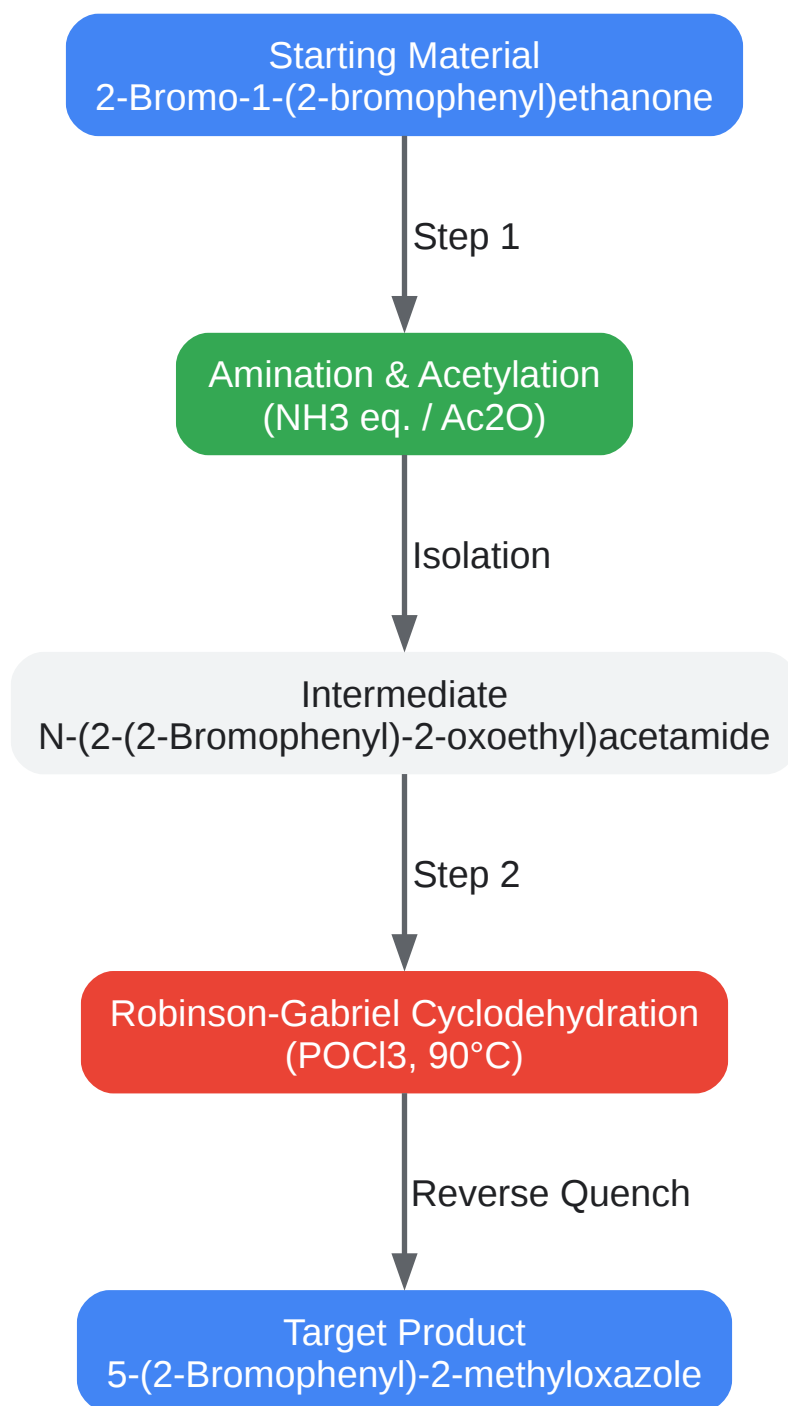 Starting Material
2-Bromo-1-(2-bromophenyl)ethanone
Step 1
Amination & Acetylation
(NH3 eq. / Ac2O)
Isolation
Intermediate
N-(2-(2-Bromophenyl)-2-oxoethyl)acetamide
Step 2
Robinson-Gabriel Cyclodehydration
(POCl3, 90°C)
Reverse Quench
Target Product
5-(2-Bromophenyl)-2-methyloxazole